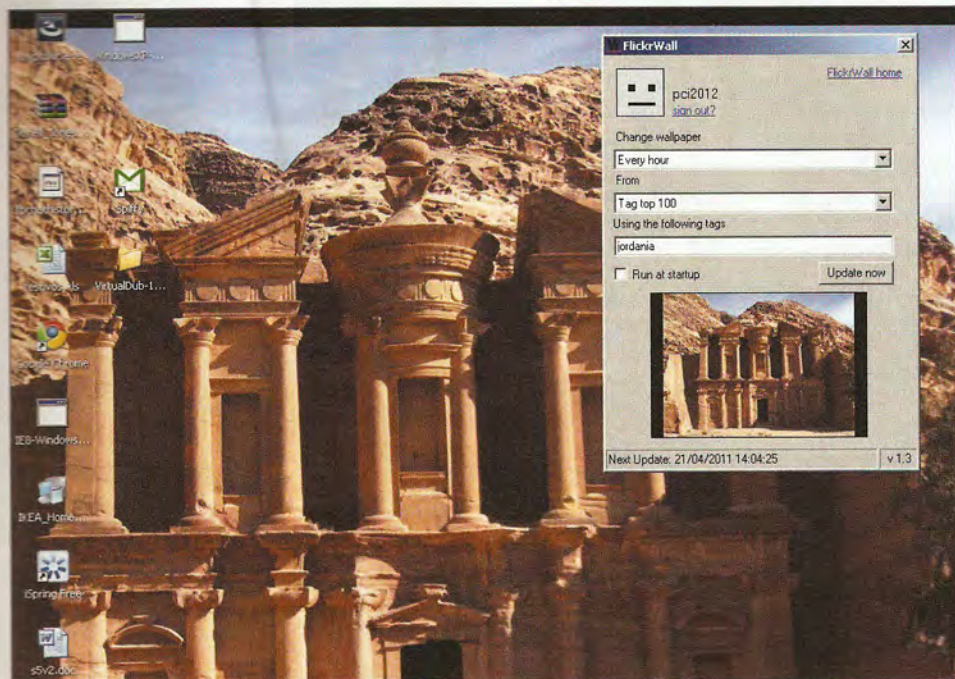 FlickrWall
FlickrWall home
pci2012
sign out?
Change wallpaper
Every hour
From
Tag top 100
Using the following tags
jordania
Run at startup
Update now
Next Update: 21/04/2011 14:04:25
v 1.3
Spiffy
VirtualDub-1...
Google Chrome
IE8-Windows...
IKEA_Home...
iSpring Free
s5v2.doc